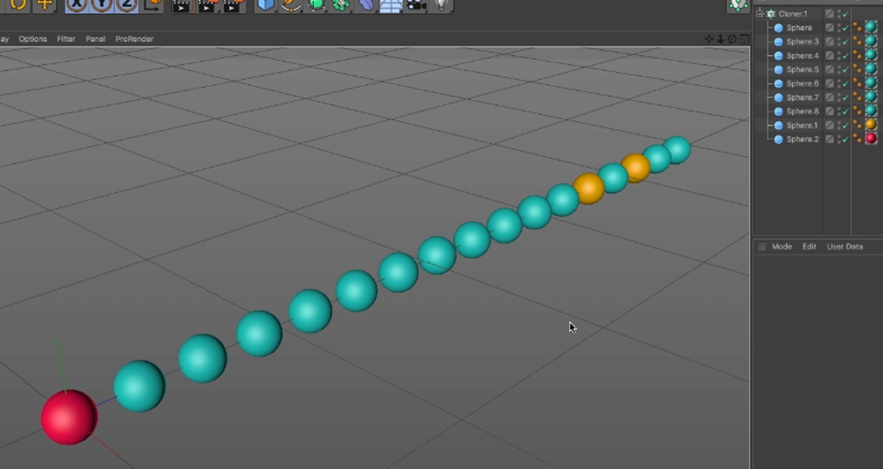 X Y Z
ay Options Filter Panel ProRender
Cloner.1
Sphere
Sphere.3
Sphere.4
Sphere.5
Sphere.6
Sphere.7
Sphere.8
Sphere.1
Sphere.2
Mode Edit User Data